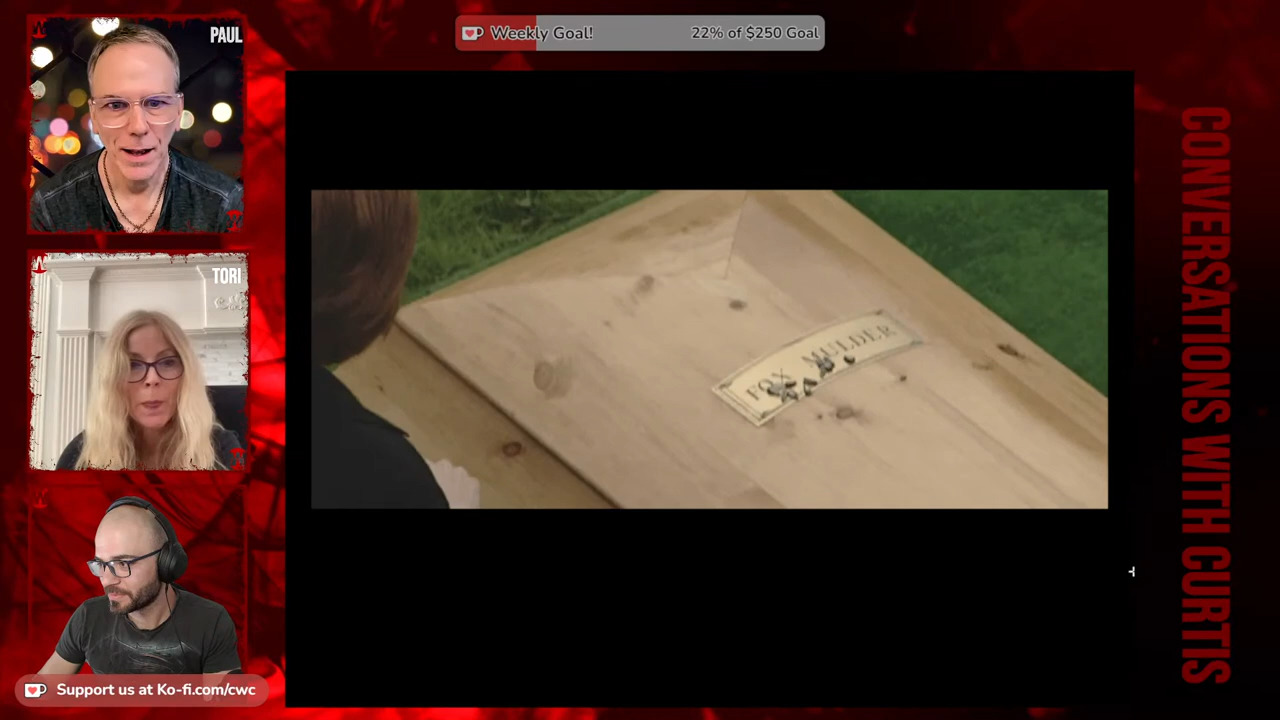 PAUL
Weekly Goal!
22% of $250 Goal
TORI
FOX MULDER
CONVERSATIONS WITH CURTIS
Support us at Ko-fi.com/cwc